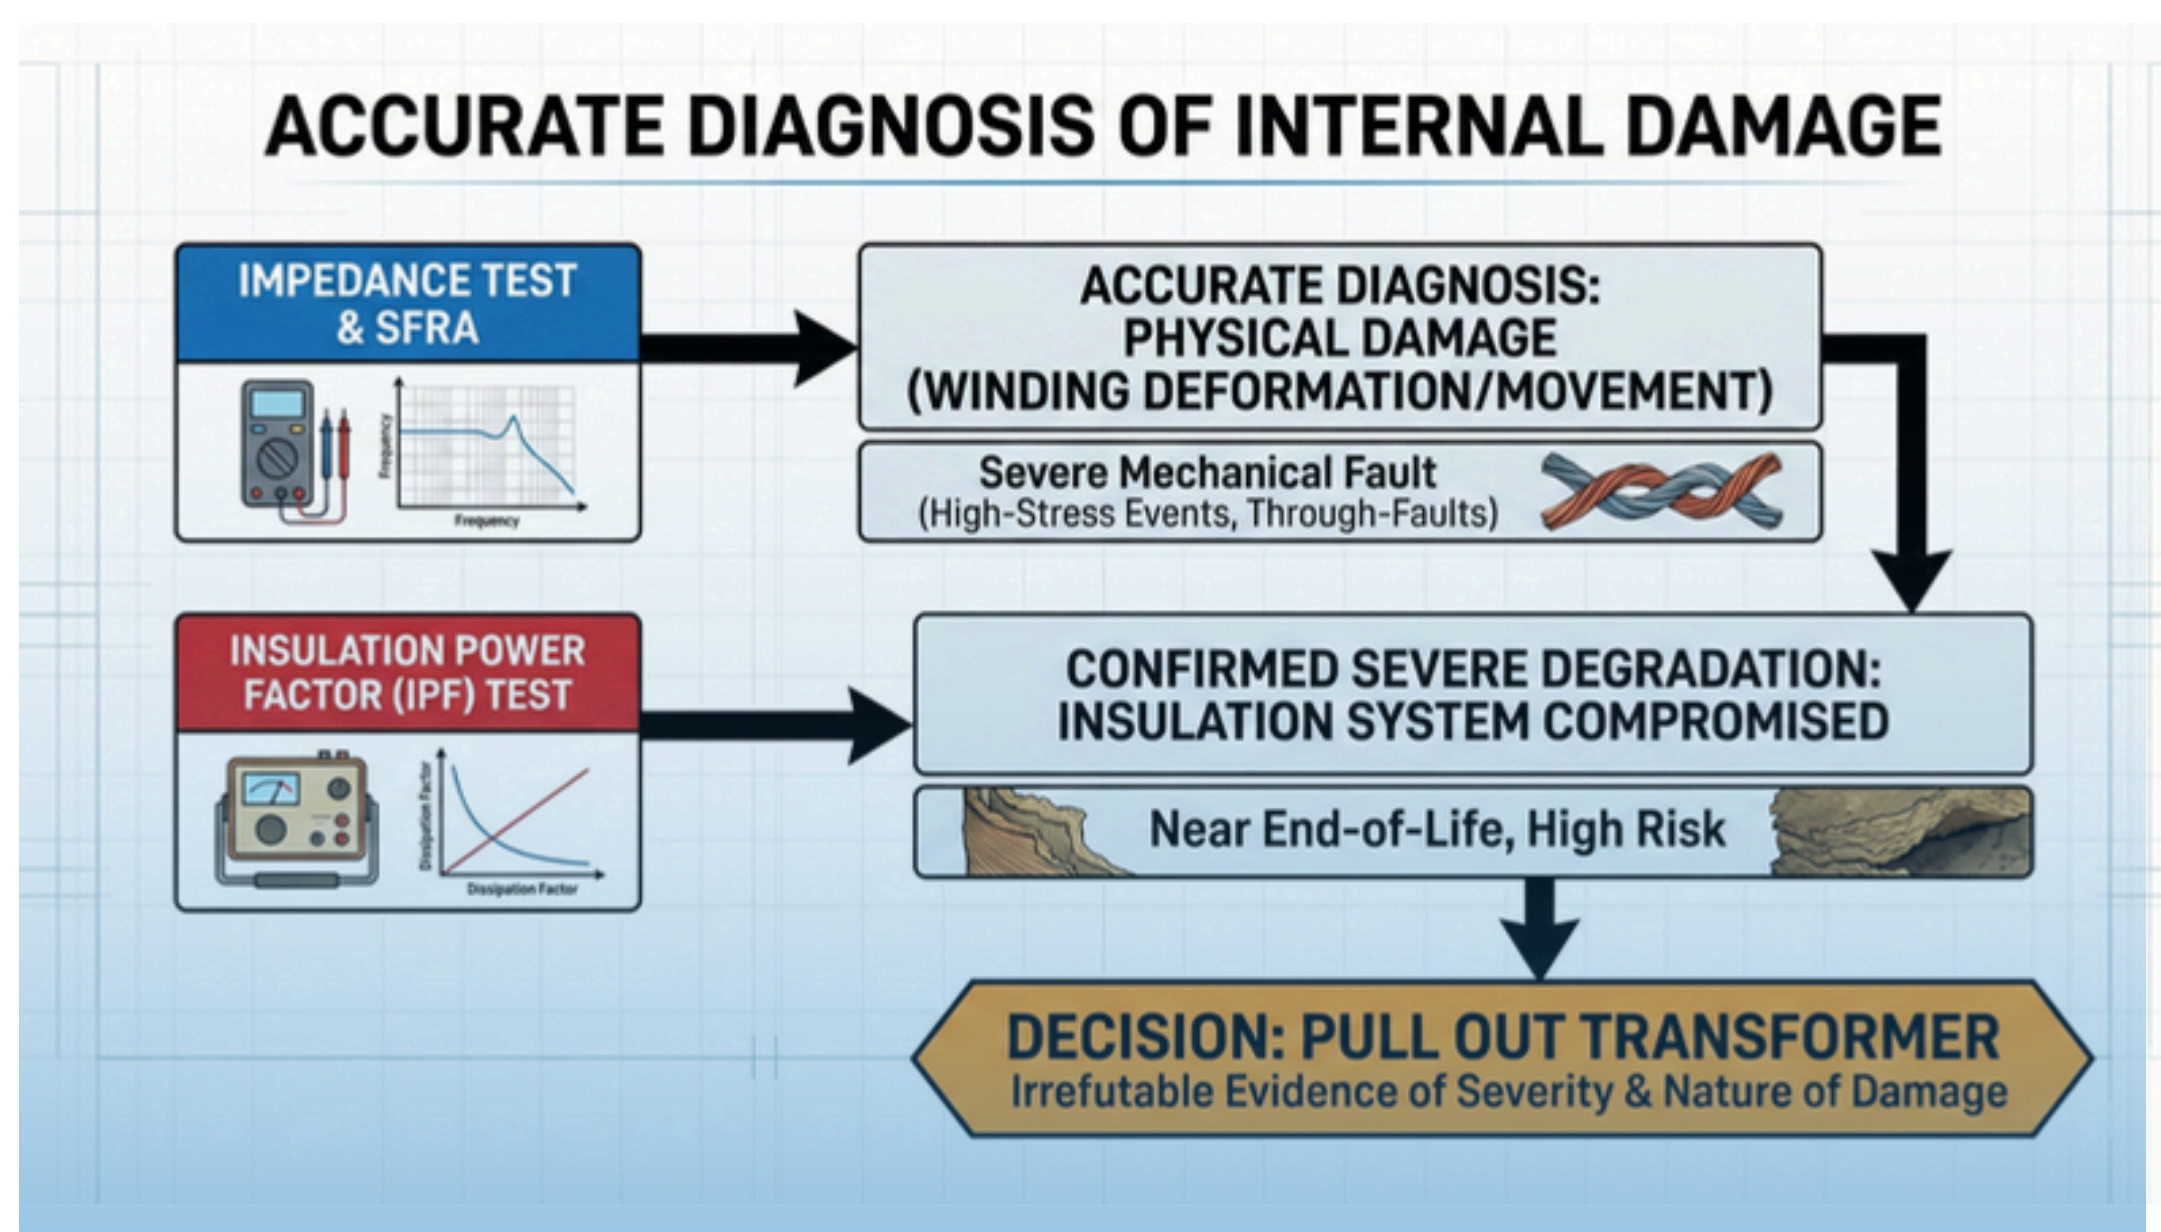 ACCURATE DIAGNOSIS OF INTERNAL DAMAGE
IMPEDANCE TEST
& SFRA
Frequency
Frequency
ACCURATE DIAGNOSIS:
PHYSICAL DAMAGE
(WINDING DEFORMATION/MOVEMENT)
Severe Mechanical Fault
(High-Stress Events, Through-Faults)
INSULATION POWER
FACTOR (IPF) TEST
Dissipation Factor
Dissipation Factor
CONFIRMED SEVERE DEGRADATION:
INSULATION SYSTEM COMPROMISED
Near End-of-Life, High Risk
DECISION: PULL OUT TRANSFORMER
Irrefutable Evidence of Severity & Nature of Damage